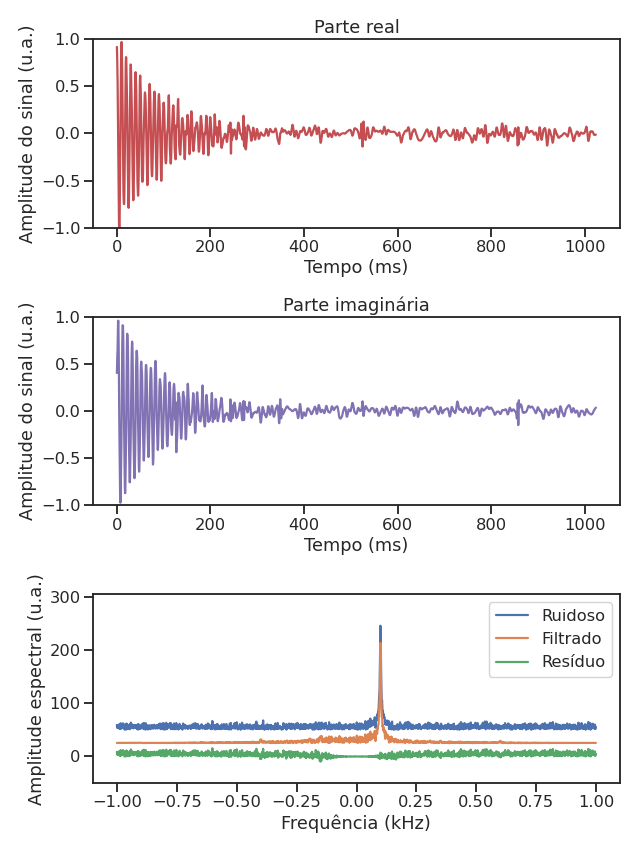 Parte real
Amplitude do sinal (u.a.)
1.0
0.5
0.0
−0.5
−1.0
0 200 400 600 800 1000
Tempo (ms)
Parte imaginária
Amplitude do sinal (u.a.)
1.0
0.5
0.0
−0.5
−1.0
0 200 400 600 800 1000
Tempo (ms)
Amplitude espectral (u.a.)
300
200
100
0
Ruidoso
Filtrado
Resíduo
−1.00 −0.75 −0.50 −0.25 0.00 0.25 0.50 0.75 1.00
Frequência (kHz)